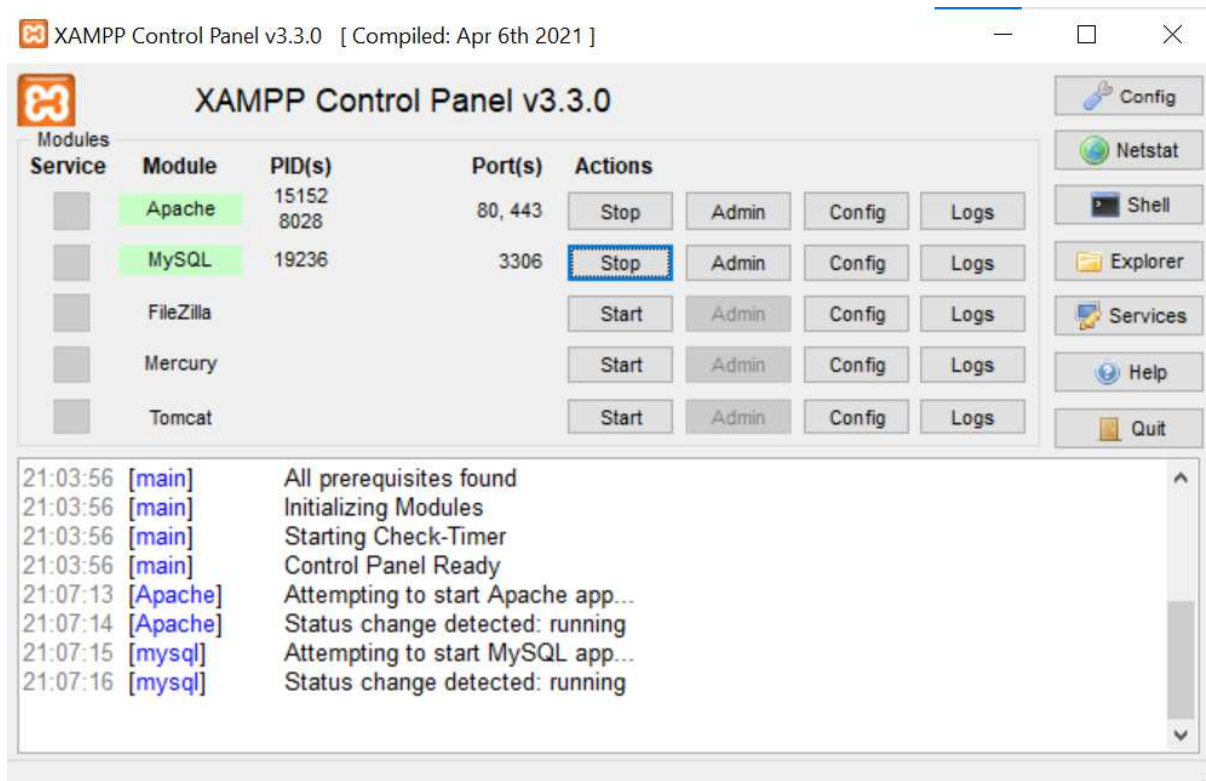 XAMPP Control Panel v3.3.0 [ Compiled: Apr 6th 2021 ]
XAMPP Control Panel v3.3.0
Modules
Service Module PID(s) Port(s) Actions
Apache 15152 8028 80, 443 Stop Admin Config Logs
MySQL 19236 3306 Stop Admin Config Logs
FileZilla Start Admin Config Logs
Mercury Start Admin Config Logs
Tomcat Start Admin Config Logs
Config
Netstat
Shell
Explorer
Services
Help
Quit
21:03:56 [main] All prerequisites found
21:03:56 [main] Initializing Modules
21:03:56 [main] Starting Check-Timer
21:03:56 [main] Control Panel Ready
21:07:13 [Apache] Attempting to start Apache app...
21:07:14 [Apache] Status change detected: running
21:07:15 [mysql] Attempting to start MySQL app...
21:07:16 [mysql] Status change detected: running